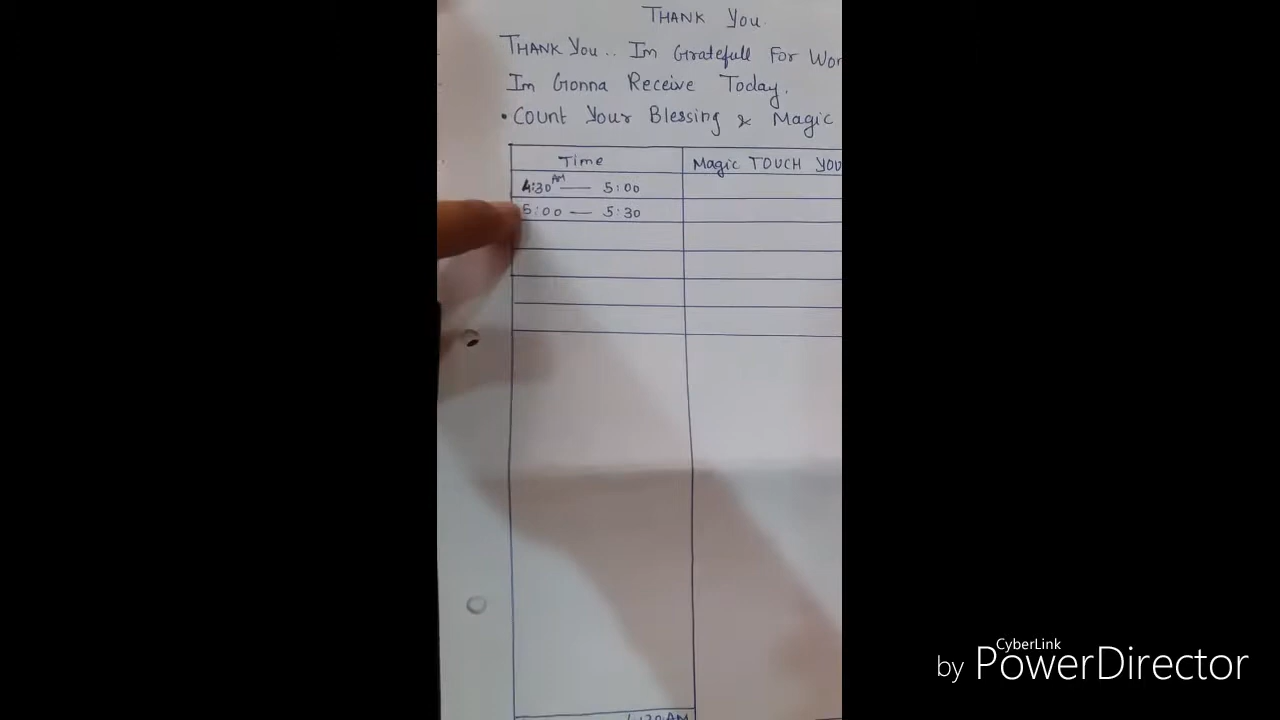 THANK You
THANK You.. Im Gratefull For
Im Gonna Receive Today.
• Count Your Blessing & Magic
Time
Magic TOUCH YOU
4:30 AM — 5:00
5:00 — 5:30
CyberLink
by PowerDirector